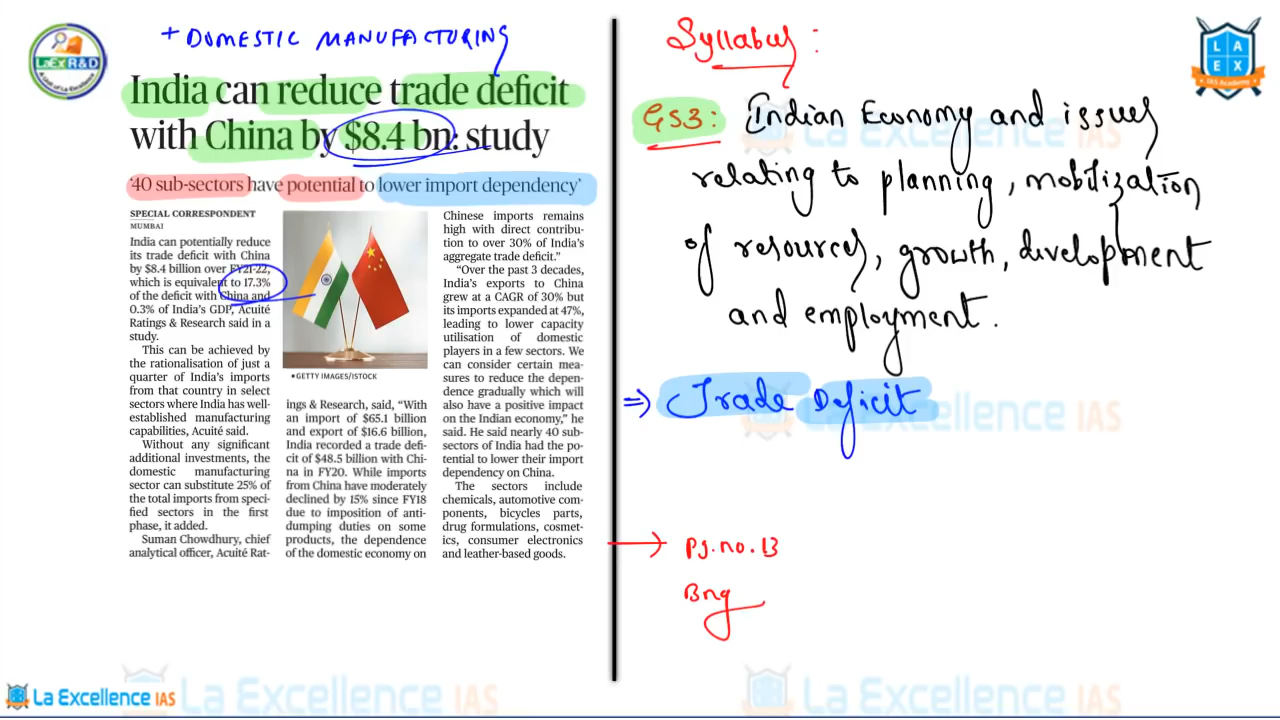 LaEx R&D
+ DOMESTIC MANUFACTURING
India can reduce trade deficit
with China by $8.4 bn: study
'40 sub-sectors have potential to lower import dependency'
SPECIAL CORRESPONDENT
MUMBAI
India can potentially reduce
its trade deficit with China
by $8.4 billion over FY21-22,
which is equivalent to 17.3%
of the deficit with China and
0.3% of India's GDP, Acuité
Ratings & Research said in a
study.
This can be achieved by
the rationalisation of just a
quarter of India's imports
from that country in select
sectors where India has well-
established manufacturing
capabilities, Acuité said.
Without any significant
additional investments, the
domestic manufacturing
sector can substitute 25% of
the total imports from speci-
fied sectors in the first
phase, it added.
Suman Chowdhury, chief
analytical officer, Acuité Rat-
• GETTY IMAGES/ISTOCK
ings & Research, said, "With
an import of $65.1 billion
and export of $16.6 billion,
India recorded a trade defi-
cit of $48.5 billion with Chi-
na in FY20. While imports
from China have moderately
declined by 15% since FY18
due to imposition of anti-
dumping duties on some
products, the dependence
of the domestic economy on
Chinese imports remains
high with direct contribu-
tion to over 30% of India's
aggregate trade deficit."
"Over the past 3 decades,
India's exports to China
grew at a CAGR of 30% but
its imports expanded at 47%,
leading to lower capacity
utilisation of domestic
players in a few sectors. We
can consider certain mea-
sures to reduce the depen-
dence gradually which will
also have a positive impact
on the Indian economy," he
said. He said nearly 40 sub-
sectors of India had the po-
tential to lower their import
dependency on China.
The sectors include
chemicals, automotive com-
ponents, bicycles parts,
drug formulations, cosmet-
ics, consumer electronics
and leather-based goods.
Syllabus :
GS3: Indian Economy and issues
relating to planning, mobilization
of resources, growth, development
and employment.
⇒ Trade Deficit
→ Pg.no.13
Bng
LA
EX
IAS Academy
La Excellence IAS
La Excellence IAS
La Excellence IAS
La Excellence IAS